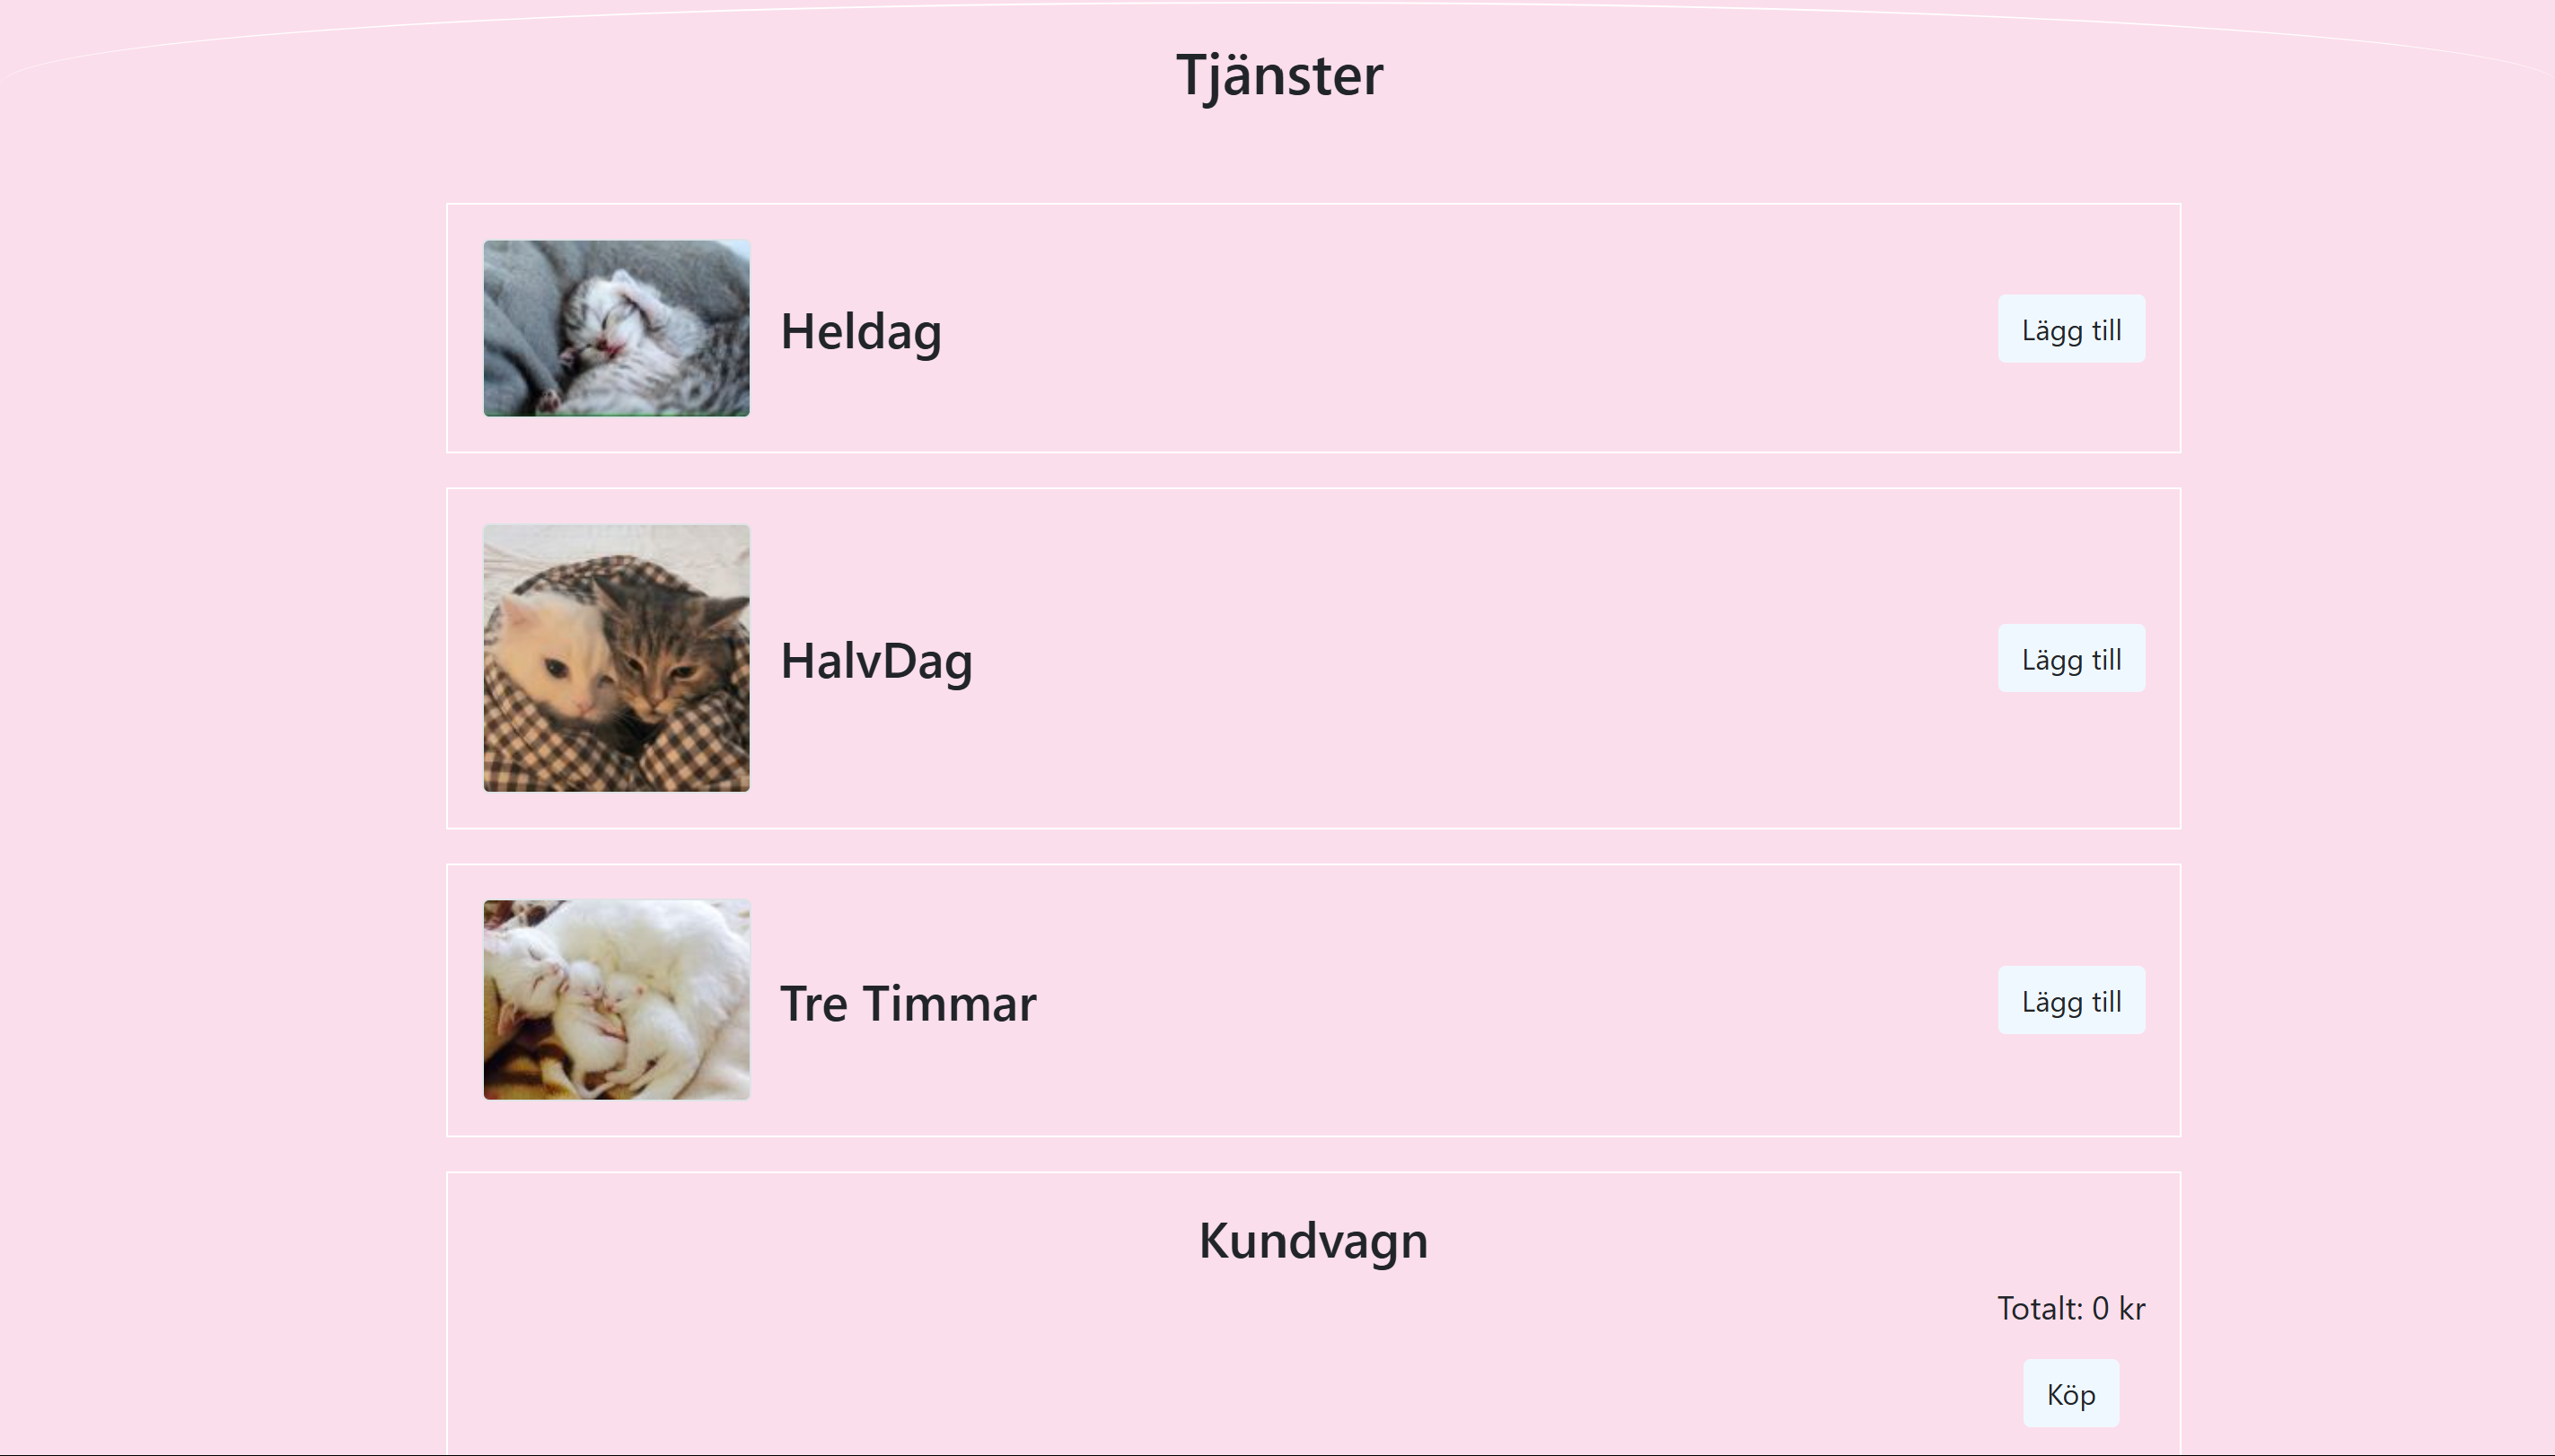 Tjänster
Heldag
Lägg till
HalvDag
Lägg till
Tre Timmar
Lägg till
Kundvagn
Totalt: 0 kr
Köp